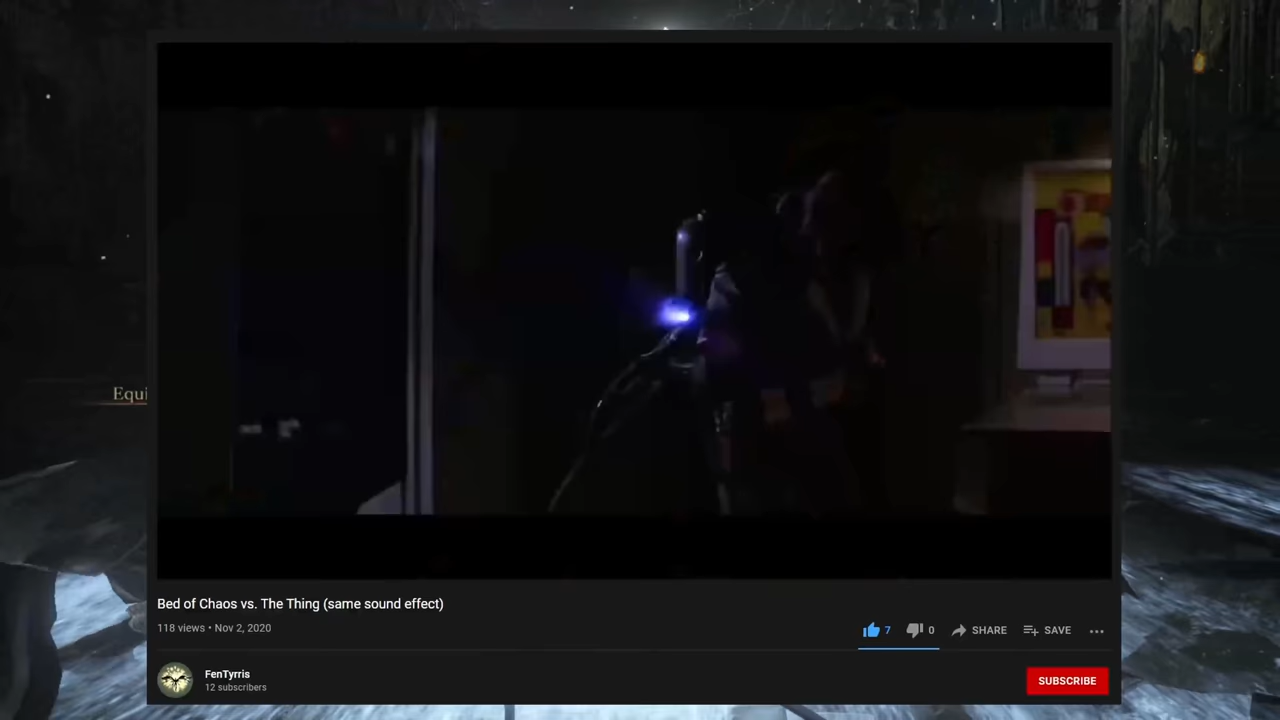 Equi
Bed of Chaos vs. The Thing (same sound effect)
118 views • Nov 2, 2020
7
0
SHARE
SAVE
FenTyrris
12 subscribers
SUBSCRIBE